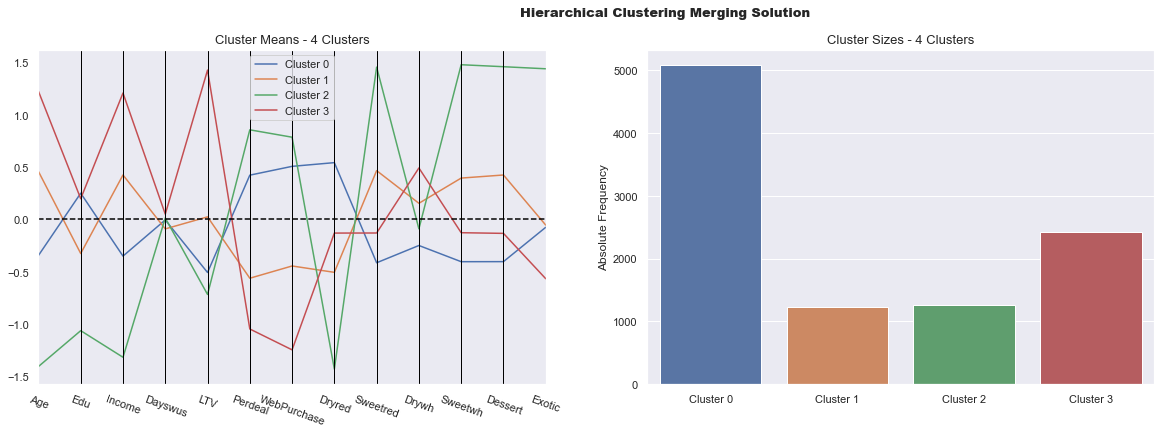 Hierarchical Clustering Merging Solution
Cluster Means - 4 Clusters
1.5
1.0
0.5
0.0
−0.5
−1.0
−1.5
Cluster 0
Cluster 1
Cluster 2
Cluster 3
Age
Edu
Income
Dayswus
LTV
Perdeal
WebPurchase
Dryred
Sweetred
Drywh
Sweetwh
Dessert
Exotic
Cluster Sizes - 4 Clusters
Absolute Frequency
5000
4000
3000
2000
1000
0
Cluster 0
Cluster 1
Cluster 2
Cluster 3